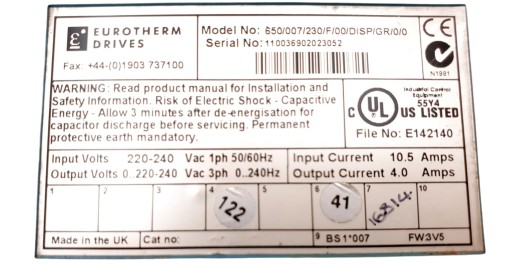 EUROTHERM
DRIVES
Fax: +44-(0)1903 737100
Model No: 650/007/230/F/00/DISP/GR/0/0
Serial No: 110036902023052
N1981
WARNING: Read product manual for Installation and
Safety Information. Risk of Electric Shock - Capacitive
Energy - Allow 3 minutes after de-energisation for
capacitor discharge before servicing. Permanent
protective earth mandatory.
Industrial Control
Equipment
55Y4
C UL US LISTED
File No: E142140
Input Volts 220-240 Vac 1ph 50/60Hz
Output Volts 0..220-240 Vac 3ph 0..240Hz
Input Current 10.5 Amps
Output Current 4.0 Amps
1 2 3 4 5 6 7 10
122 41 16814
Made in the UK Cat no: 9 BS1*007 FW:3V5